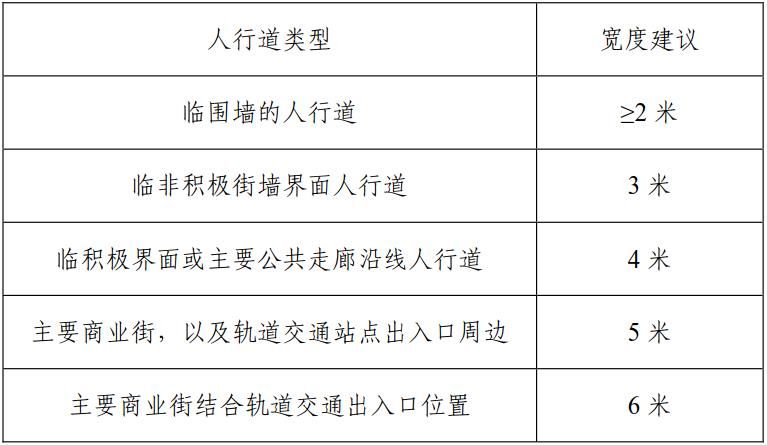 人行道类型 宽度建议
临围墙的人行道 ≥2 米
临非积极街墙界面人行道 3 米
临积极界面或主要公共走廊沿线人行道 4 米
主要商业街，以及轨道交通站点出入口周边 5 米
主要商业街结合轨道交通出入口位置 6 米